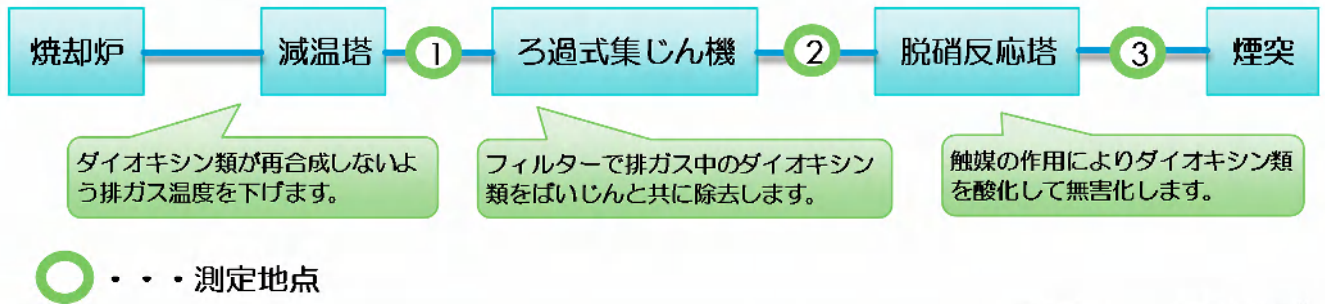 焼却炉
減温塔
1
ろ過式集じん機
2
脱硝反応塔
3
煙突
ダイオキシン類が再合成しないよ
う排ガス温度を下げます。
フィルターで排ガス中のダイオキシン
類をばいじんと共に除去します。
触媒の作用によりダイオキシン類
を酸化して無害化します。
・・・測定地点